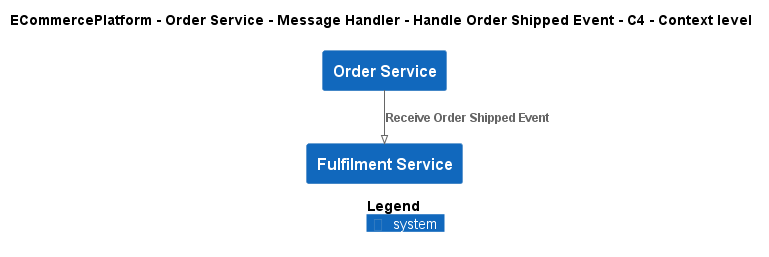 ECommercePlatform - Order Service - Message Handler - Handle Order Shipped Event - C4 - Context level
Order Service
Receive Order Shipped Event
Fulfilment Service
Legend
system